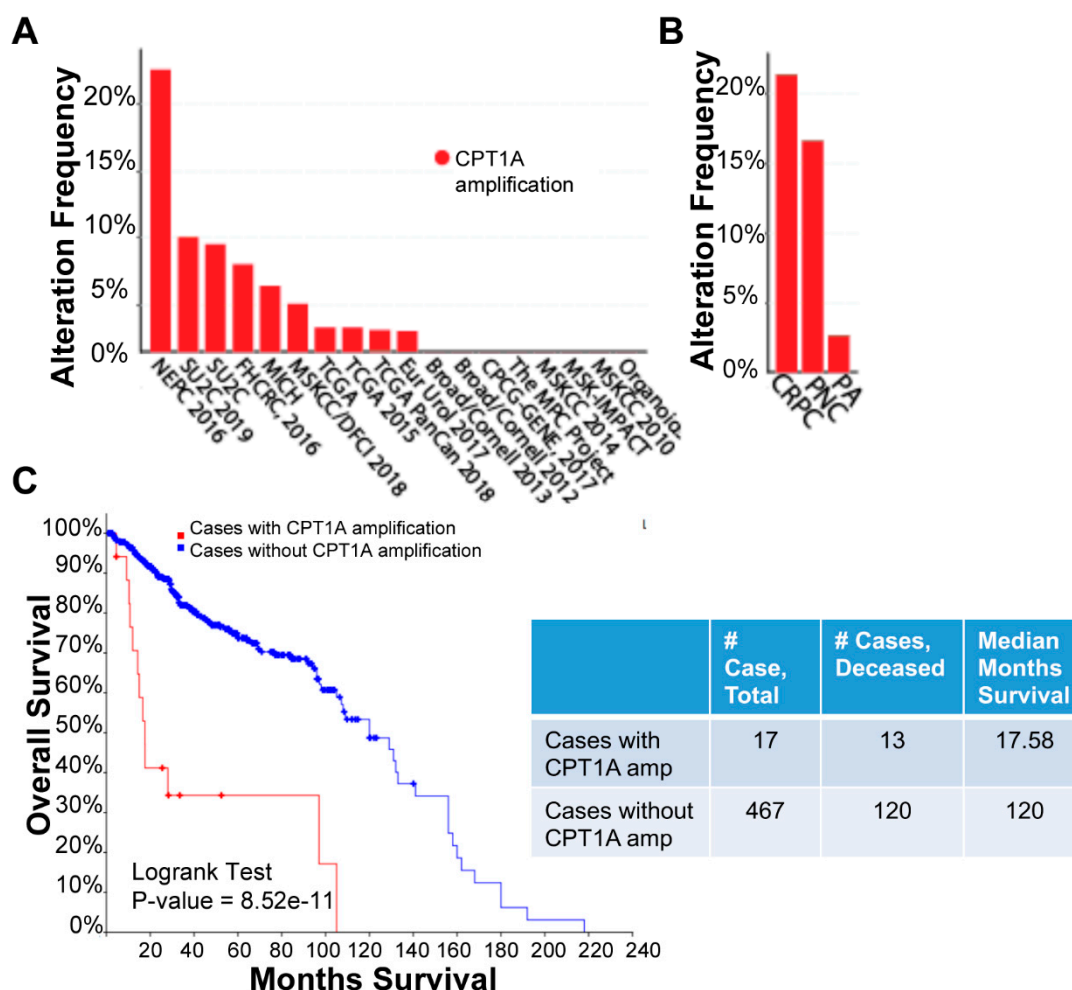 A
Alteration Frequency
20%
15%
10%
5%
0%
CPT1A
amplification
NEPC 2016
SU2C 2019
SU2C
FHCRC, 2016
MICH
MSKCC/DFCI 2018
TCGA
TCGA 2015
TCGA PanCan 2018
Eur Urol 2017
Broad/Cornell 2013
Broad/Cornell 2012
CPCG-GENE, 2017
The MPC Project
MSKCC 2014
MSK-IMPACT
MSKCC 2010
B
Alteration Frequency
20%
15%
10%
5%
0%
CRPC
PNC
PA
C
Overall Survival
100%
90%
80%
70%
60%
50%
40%
30%
20%
10%
0%
Cases with CPT1A amplification
Cases without CPT1A amplification
Logrank Test
P-value = 8.52e-11
20 40 60 80 100 120 140 160 180 200 220 240
Months Survival
# Case, Total
# Cases, Deceased
Median Months Survival
Cases with CPT1A amp
17 13 17.58
Cases without CPT1A amp
467 120 120